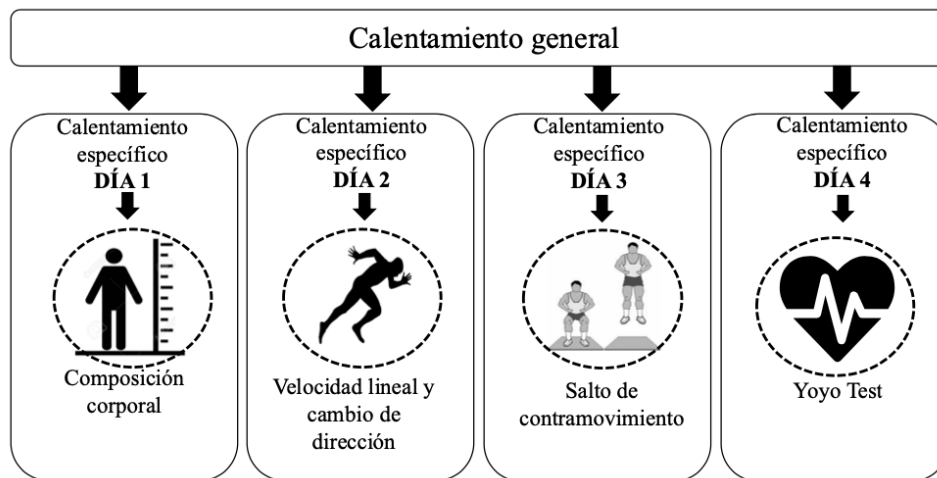 Calentamiento general
Calentamiento
específico
DÍA 1
Composición
corporal
Calentamiento
específico
DÍA 2
Velocidad lineal y
cambio de
dirección
Calentamiento
específico
DÍA 3
Salto de
contramovimiento
Calentamiento
específico
DÍA 4
Yoyo Test